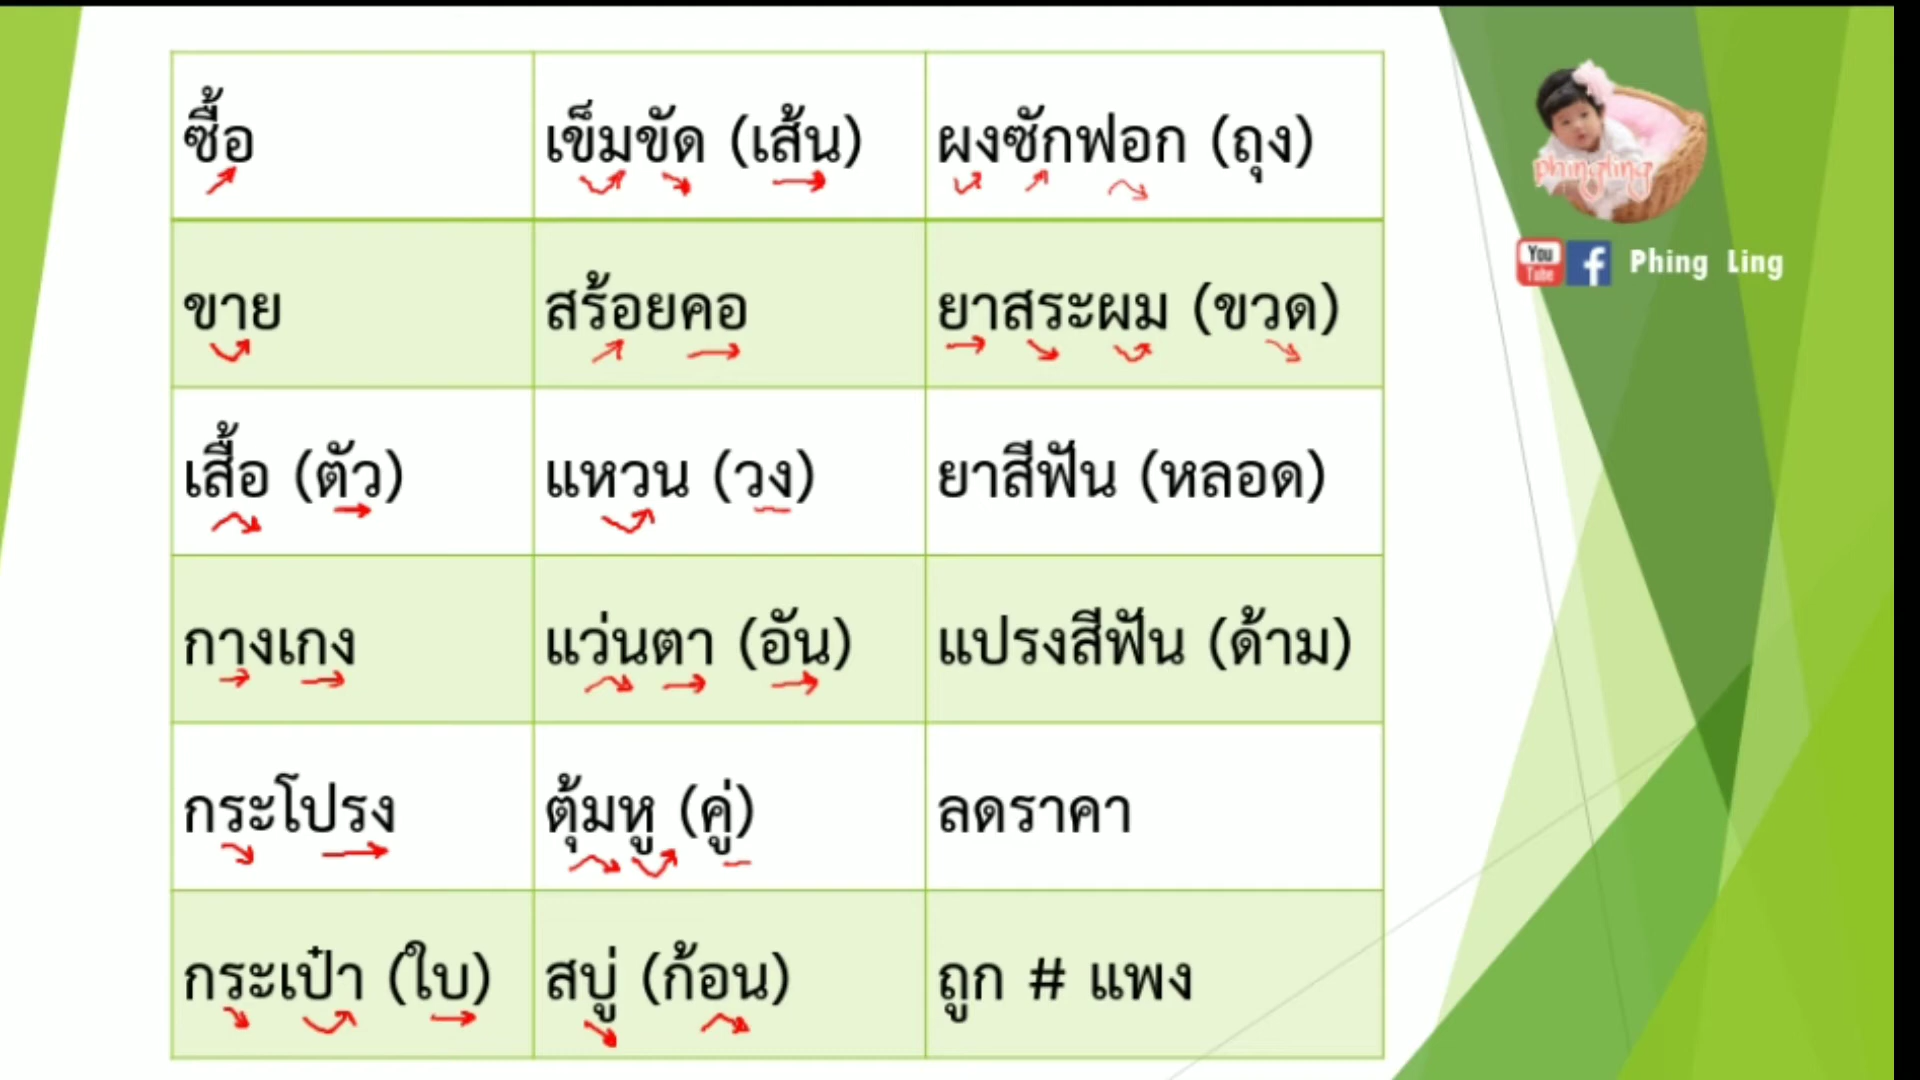 ซื้อ เข็มขัด (เส้น) ผงซักฟอก (ถุง)
ขาย สร้อยคอ ยาสระผม (ขวด)
เสื้อ (ตัว) แหวน (วง) ยาสีฟัน (หลอด)
กางเกง แว่นตา (อัน) แปรงสีฟัน (ด้าม)
กระโปรง ตุ้มหู (คู่) ลดราคา
กระเป๋า (ใบ) สบู่ (ก้อน) ถูก # แพง
phingling
You Tube f Phing Ling